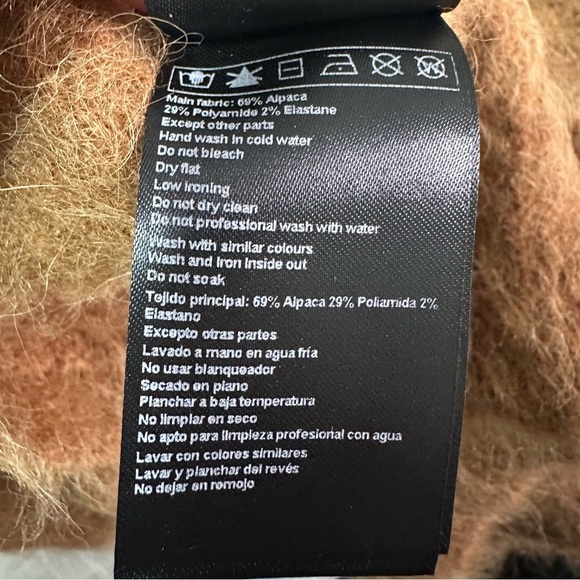 Main fabric: 69% Alpaca
29% Polyamide 2% Elastane
Except other parts
Hand wash in cold water
Do not bleach
Dry flat
Low ironing
Do not dry clean
Do not professional wash with water
Wash with similar colours
Wash and Iron Inside out
Do not soak
Tejido principal: 69% Alpaca 29% Poliamida 2%
Elastano
Excepto otras partes
Lavado a mano en agua fría
No usar blanqueador
Secado en plano
Planchar a baja temperatura
No limpiar en seco
No apto para limpieza profesional con agua
Lavar con colores similares
Lavar y planchar del revés
No dejar en remojo